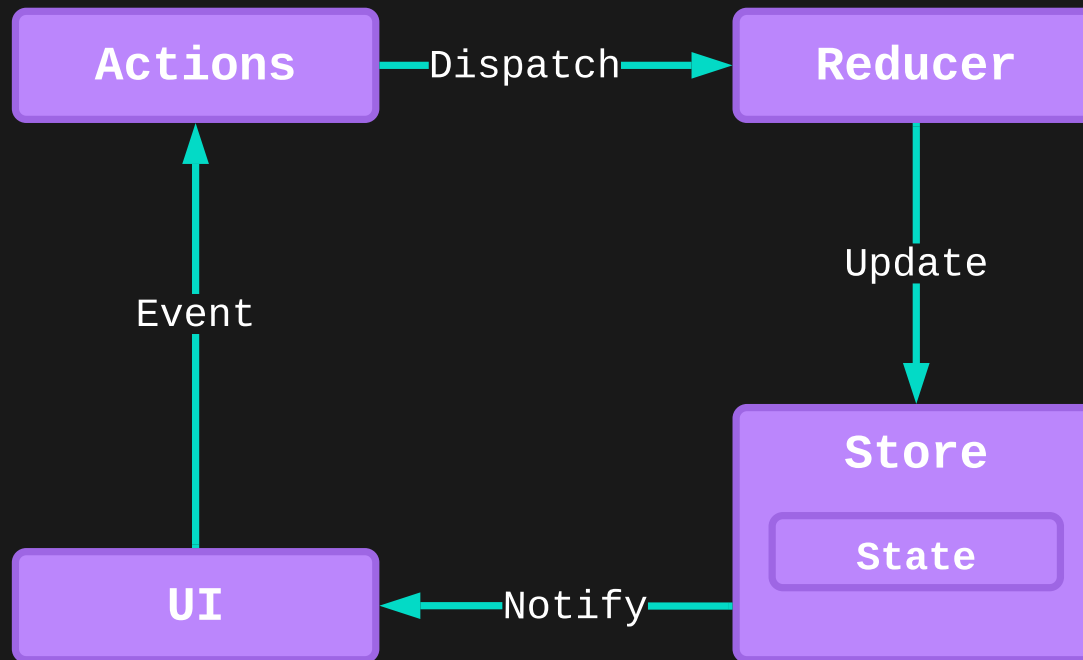 Actions
Dispatch
Reducer
Update
Event
Store
State
UI
Notify